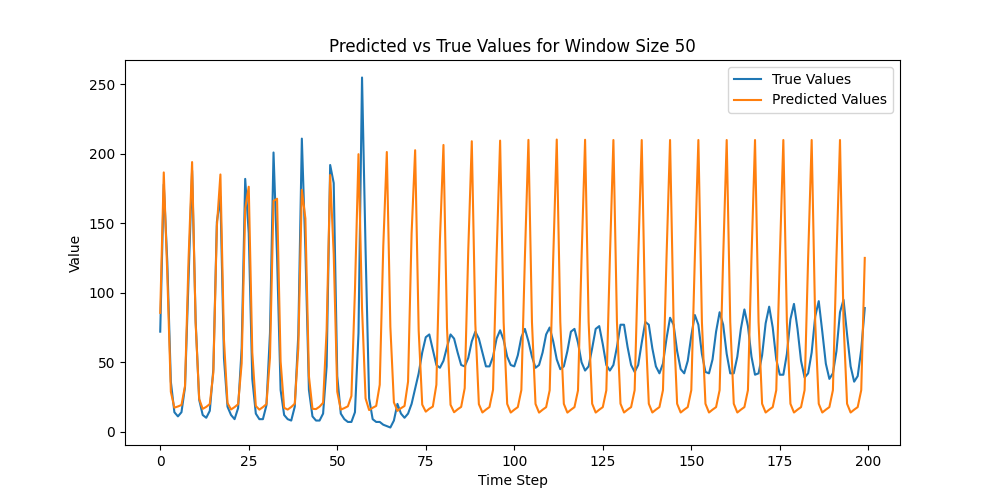 Predicted vs True Values for Window Size 50
True Values
Predicted Values
250
200
150
100
50
0
Value
0 25 50 75 100 125 150 175 200
Time Step